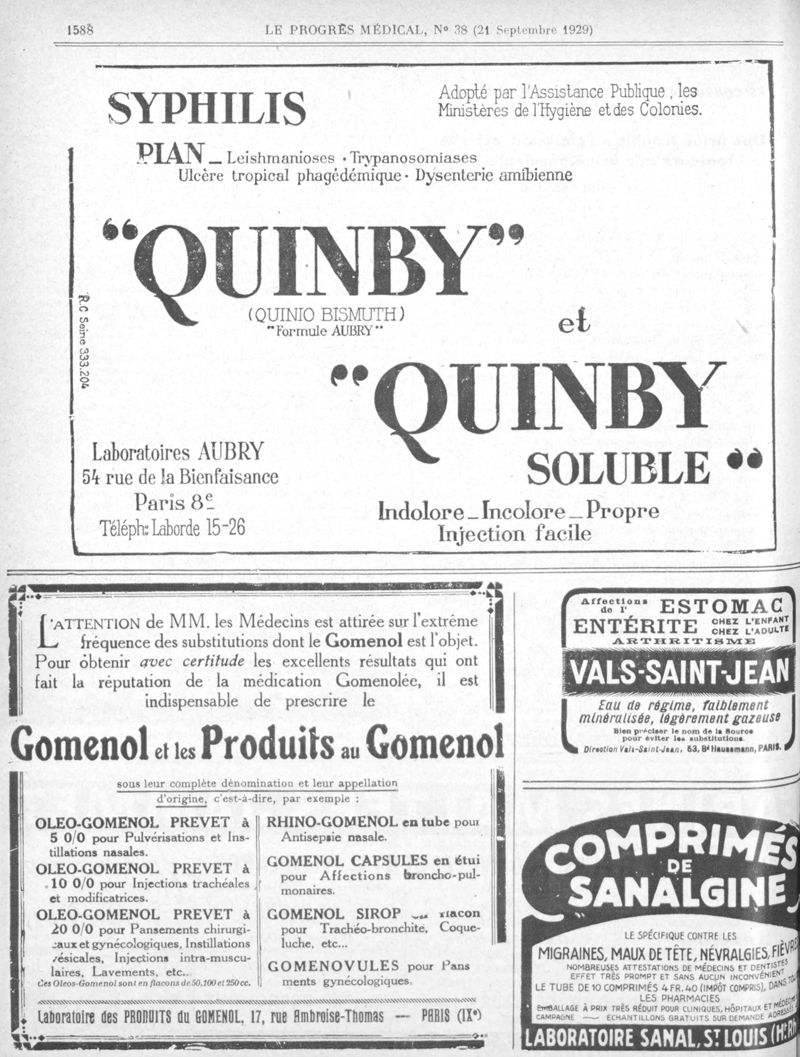 1588
LE PROGRÈS MÉDICAL, N° 38 (21 Septembre 1929)
SYPHILIS
Adopté par l'Assistance Publique, les
Ministères de l'Hygiène et des Colonies.
PIAN _ Leishmanioses · Trypanosomiases
Ulcère tropical phagédémique · Dysenterie amibienne
“QUINBY”
(QUINIO BISMUTH)
“Formule AUBRY”
et
“QUINBY
SOLUBLE “
R.C Seine 333.204
Laboratoires AUBRY
54 rue de la Bienfaisance
Paris 8e
Téléph: Laborde 15-26
Indolore _ Incolore _ Propre
Injection facile
L'ATTENTION de MM. les Médecins est attirée sur l'extrême
fréquence des substitutions dont le Gomenol est l'objet.
Pour obtenir avec certitude les excellents résultats qui ont
fait la réputation de la médication Gomenolée, il est
indispensable de prescrire le
Gomenol et les Produits au Gomenol
sous leur complète dénomination et leur appellation
d'origine, c'est-à-dire, par exemple :
OLEO-GOMENOL PREVET à
5 0/0 pour Pulvérisations et Ins-
tillations nasales.
OLEO-GOMENOL PREVET à
10 0/0 pour Injections trachéales
et modificatrices.
OLEO-GOMENOL PREVET à
20 0/0 pour Pansements chirurgi-
caux et gynécologiques, Instillations
vésicales, Injections intra-muscu-
laires, Lavements, etc...
Ces Oleos-Gomenol sont en flacons de 50, 100 et 250 cc.
RHINO-GOMENOL en tube pour
Antisepsie nasale.
GOMENOL CAPSULES en étui
pour Affections broncho-pul-
monaires.
GOMENOL SIROP flacon
pour Trachéo-bronchite, Coque-
luche, etc...
GOMENOVULES pour Pans
ments gynécologiques.
Laboratoire des PRODUITS du GOMENOL, 17, rue Ambroise-Thomas — PARIS (IXe)
Affections de l' ESTOMAC
ENTÉRITE CHEZ L'ENFANT
CHEZ L'ADULTE
ARTHRITISME
VALS-SAINT-JEAN
Eau de régime, faiblement
minéralisée, légèrement gazeuse
Bien préciser le nom de la Source
pour éviter les substitutions.
Direction Vals-Saint-Jean, 53, Bd Haussmann, PARIS.
COMPRIMÉS
DE
SANALGINE
LE SPÉCIFIQUE CONTRE LES
MIGRAINES, MAUX DE TÊTE, NÉVRALGIES, FIÈVRE
NOMBREUSES ATTESTATIONS DE MÉDECINS ET DENTISTES
EFFET TRÈS PROMPT ET SANS AUCUN INCONVÉNIENT
LE TUBE DE 10 COMPRIMÉS 4 FR. 40 (IMPÔT COMPRIS), DANS
LES PHARMACIES
EMBALLAGE À PRIX TRÈS RÉDUIT POUR CLINIQUES, HÔPITAUX ET
CAMPAGNE — ÉCHANTILLONS GRATUITS SUR DEMANDE
LABORATOIRE SANAL, ST LOUIS